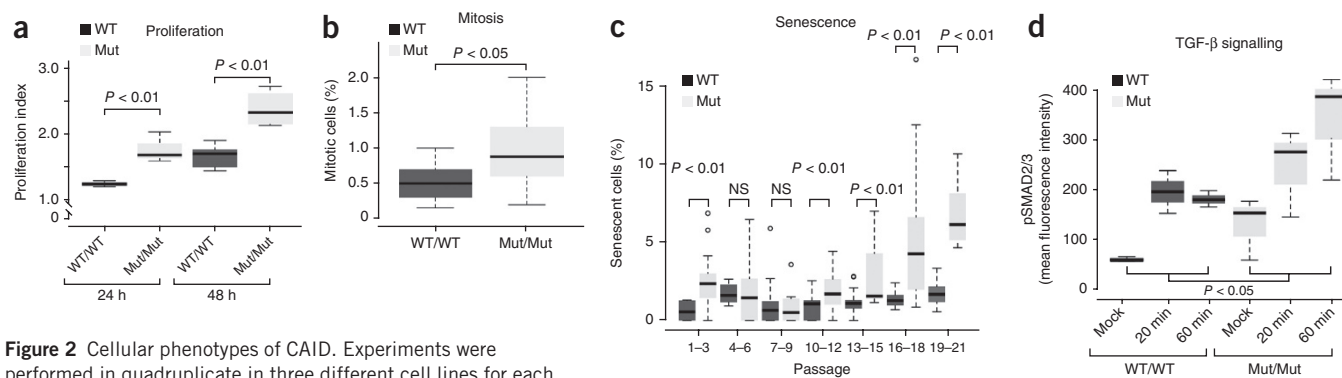 a
Proliferation
WT
Mut
P < 0.01
P < 0.01
Proliferation index
3.0
2.0
1.0
0
WT/WT
Mut/Mut
WT/WT
Mut/Mut
24 h
48 h
b
Mitosis
WT
Mut
P < 0.05
Mitotic cells (%)
2.0
1.5
1.0
0.5
0
WT/WT
Mut/Mut
c
Senescence
WT
Mut
P < 0.01
P < 0.01
P < 0.01
NS
NS
P < 0.01
P < 0.01
Senescent cells (%)
15
10
5
0
1–3
4–6
7–9
10–12
13–15
16–18
19–21
Passage
d
TGF-β signalling
WT
Mut
pSMAD2/3
(mean fluorescence intensity)
400
300
200
100
0
P < 0.05
Mock
20 min
60 min
Mock
20 min
60 min
WT/WT
Mut/Mut
Figure 2 Cellular phenotypes of CAID. Experiments were
performed in quadruplicate in three different cell lines for each